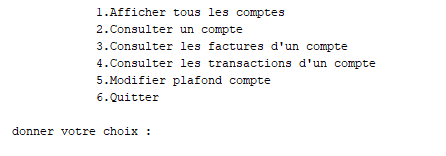 1.Afficher tous les comptes
2.Consulter un compte
3.Consulter les factures d'un compte
4.Consulter les transactions d'un compte
5.Modifier plafond compte
6.Quitter
donner votre choix :